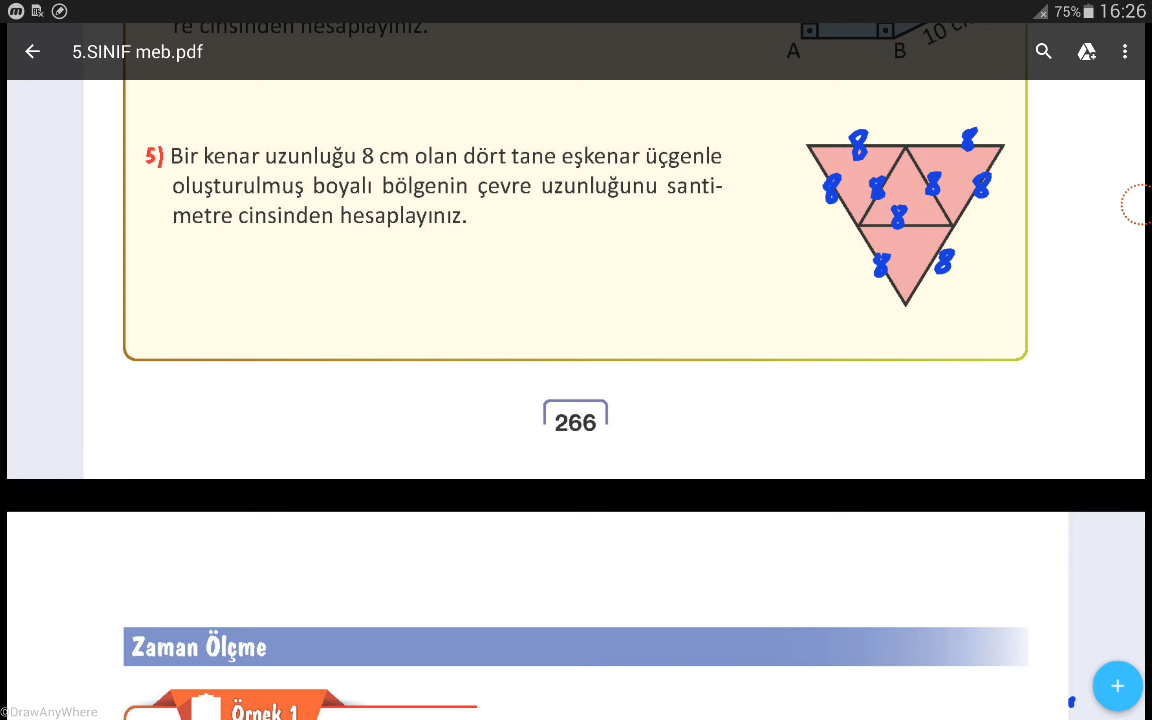 75% 16:26
re cinsinden hesaplayınız.
A B 10 c
5.SINIF meb.pdf
5) Bir kenar uzunluğu 8 cm olan dört tane eşkenar üçgenle
oluşturulmuş boyalı bölgenin çevre uzunluğunu santi-
metre cinsinden hesaplayınız.
8 8
8 8 8 8
8
8 8
266
Zaman Ölçme
Örnek 1
©DrawAnyWhere